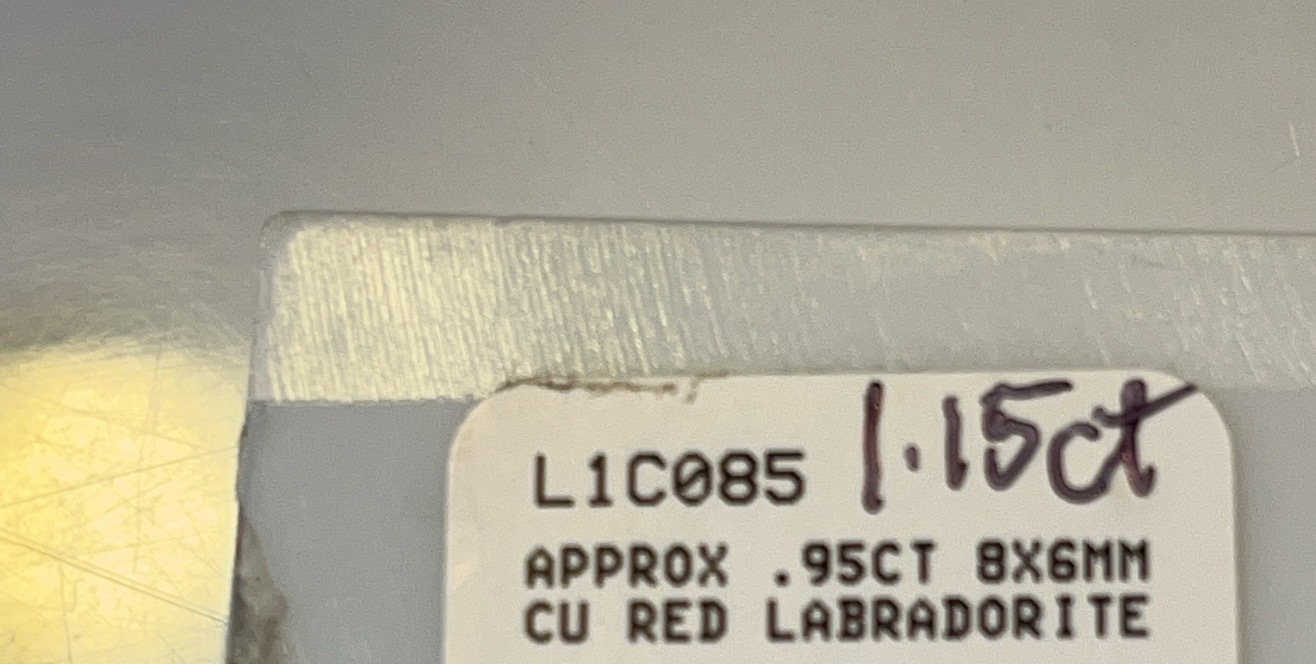 L1C085 1.15ct
APPROX .95CT 8X6MM
CU RED LABRADORITE